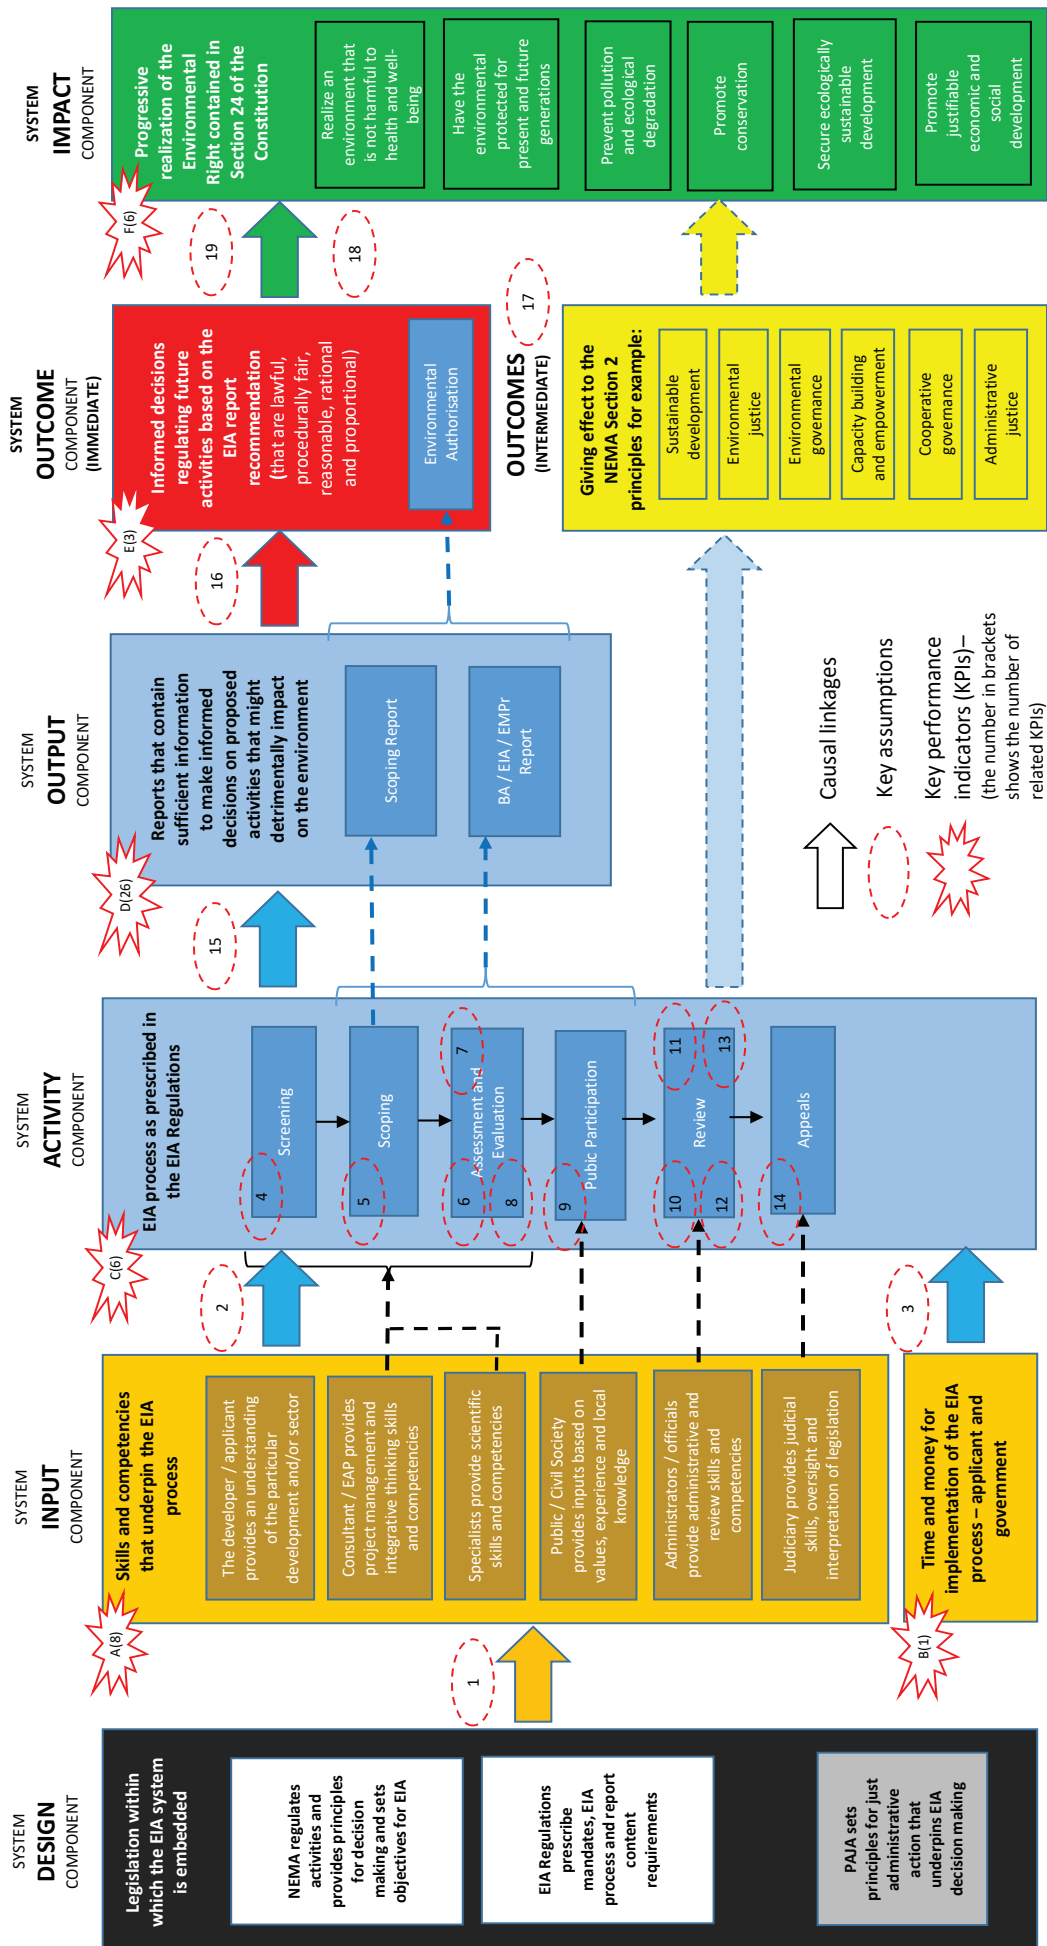 SYSTEM
DESIGN
COMPONENT
Legislation within
which the EIA system
is embedded
NEMA regulates
activities and
provides principles
for decision
making and sets
objectives for EIA
EIA Regulations
prescribe
mandates, EIA
process and report
content
requirements
PAJA sets
principles for just
administrative
action that
underpins EIA
decision making
1
SYSTEM
INPUT
COMPONENT
A(8)
Skills and competencies
that underpin the EIA
process
The developer / applicant
provides an understanding
of the particular
development and/or sector
Consultant / EAP provides
project management and
integrative thinking skills
and competencies
Specialists provide scientific
skills and competencies
Public / Civil Society
provides inputs based on
values, experience and local
knowledge
Administrators / officials
provide administrative and
review skills and
competencies
Judiciary provides judicial
skills, oversight and
interpretation of legislation
B(1)
Time and money for
implementation of the EIA
process – applicant and
government
2
3
SYSTEM
ACTIVITY
COMPONENT
C(6)
EIA process as prescribed in
the EIA Regulations
4
Screening
5
Scoping
6
7
8
Assessment and
Evaluation
9
Pubic Participation
10
11
12
13
Review
14
Appeals
15
SYSTEM
OUTPUT
COMPONENT
D(26)
Reports that contain
sufficient information
to make informed
decisions on proposed
activities that might
detrimentally impact
on the environment
Scoping Report
BA / EIA / EMPr
Report
16
SYSTEM
OUTCOME
COMPONENT
(IMMEDIATE)
E(3)
Informed decisions
regulating future
activities based on the
EIA report
recommendation
(that are lawful,
procedurally fair,
reasonable, rational
and proportional)
Environmental
Authorisation
OUTCOMES
(INTERMEDIATE)
17
Giving effect to the
NEMA Section 2
principles for example:
Sustainable
development
Environmental
justice
Environmental
governance
Capacity building
and empowerment
Cooperative
governance
Administrative
justice
18
19
SYSTEM
IMPACT
COMPONENT
F(6)
Progressive
realization of the
Environmental
Right contained in
Section 24 of the
Constitution
Realize an
environment that
is not harmful to
health and well-
being
Have the
environmental
protected for
present and future
generations
Prevent pollution
and ecological
degradation
Promote
conservation
Secure ecologically
sustainable
development
Promote
justifiable
economic and
social
development
Causal linkages
Key assumptions
Key performance
indicators (KPIs)–
(the number in brackets
shows the number of
related KPIs)